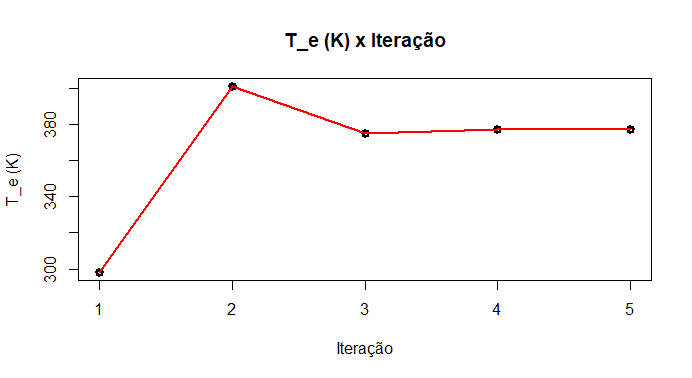 T_e (K) x Iteração
T_e (K)
380
340
300
1 2 3 4 5
Iteração